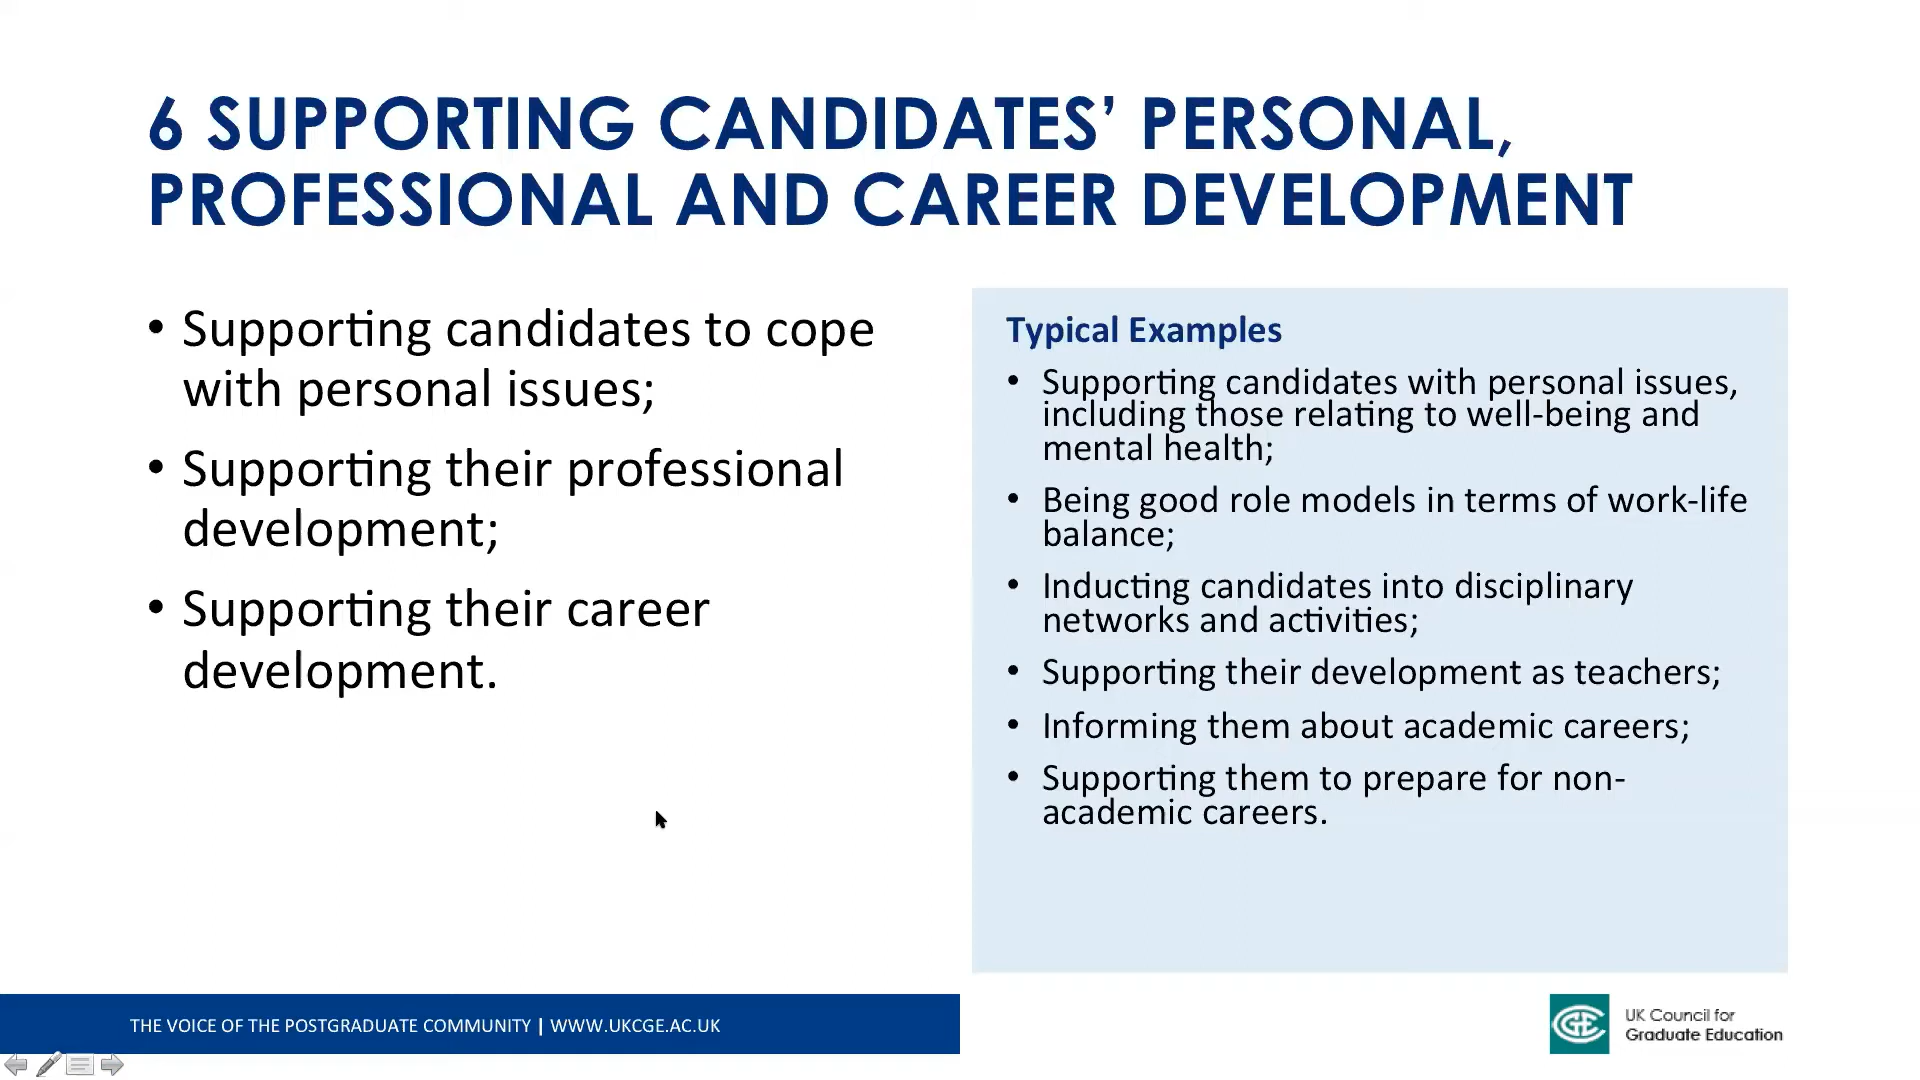 6 SUPPORTING CANDIDATES’ PERSONAL,
PROFESSIONAL AND CAREER DEVELOPMENT
• Supporting candidates to cope
with personal issues;
• Supporting their professional
development;
• Supporting their career
development.
Typical Examples
• Supporting candidates with personal issues,
including those relating to well-being and
mental health;
• Being good role models in terms of work-life
balance;
• Inducting candidates into disciplinary
networks and activities;
• Supporting their development as teachers;
• Informing them about academic careers;
• Supporting them to prepare for non-
academic careers.
THE VOICE OF THE POSTGRADUATE COMMUNITY | WWW.UKCGE.AC.UK
CGE
UK Council for
Graduate Education